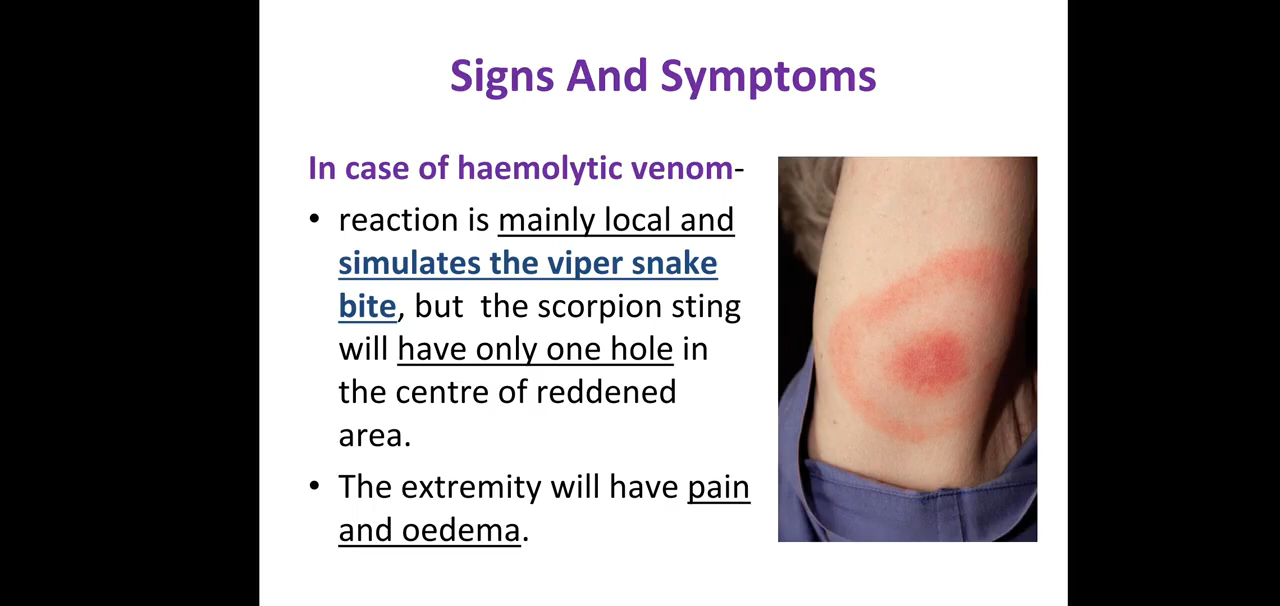 Signs And Symptoms
In case of haemolytic venom-
• reaction is mainly local and
simulates the viper snake
bite, but the scorpion sting
will have only one hole in
the centre of reddened
area.
• The extremity will have pain
and oedema.